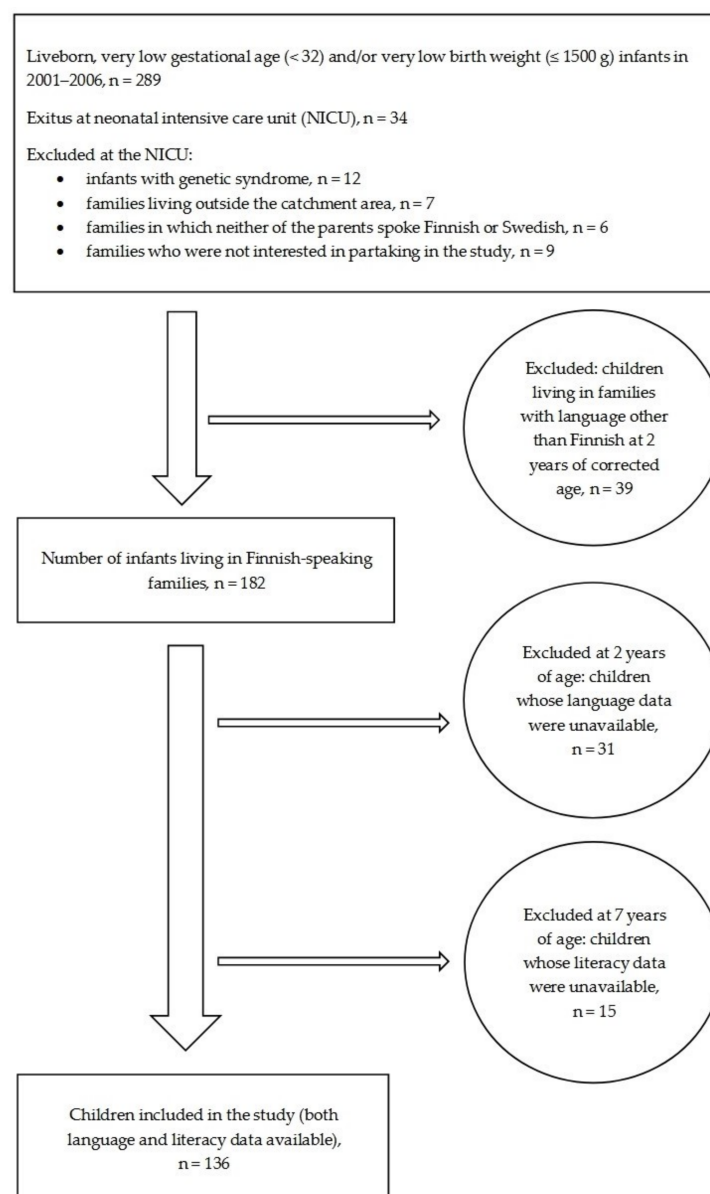 Liveborn, very low gestational age (< 32) and/or very low birth weight (≤ 1500 g) infants in
2001–2006, n = 289
Exitus at neonatal intensive care unit (NICU), n = 34
Excluded at the NICU:
• infants with genetic syndrome, n = 12
• families living outside the catchment area, n = 7
• families in which neither of the parents spoke Finnish or Swedish, n = 6
• families who were not interested in partaking in the study, n = 9
Excluded: children
living in families
with language other
than Finnish at 2
years of corrected
age, n = 39
Number of infants living in Finnish-speaking
families, n = 182
Excluded at 2 years
of age: children
whose language data
were unavailable,
n = 31
Excluded at 7 years
of age: children
whose literacy data
were unavailable,
n = 15
Children included in the study (both
language and literacy data available),
n = 136